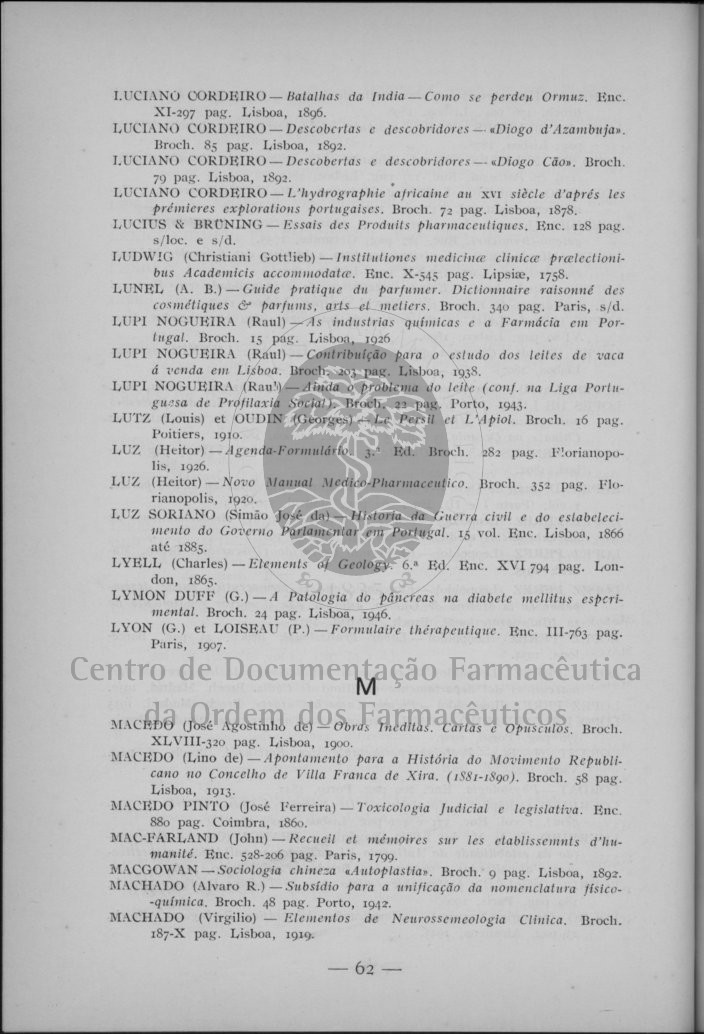 LUCIANO CORDEIRO — Batalhas da India — Como se perdeu Ormuz. Enc.
XI-297 pag. Lisboa, 1896.
LUCIANO CORDEIRO — Descobertas e descobridores — «Diogo d'Azambuja».
Broch. 85 pag. Lisboa, 1892.
LUCIANO CORDEIRO — Descobertas e descobridores — «Diogo Cão». Broch.
79 pag. Lisboa, 1892.
LUCIANO CORDEIRO — L'hydrographie africaine au XVI siècle d'aprés les
prémieres explorations portugaises. Broch. 72 pag. Lisboa, 1878.
LUCIUS & BRÜNING — Essais des Produits pharmaceutiques. Enc. 128 pag.
s/loc. e s/d.
LUDWIG (Christiani Gottlieb) — Institutiones medicinæ clinicæ prælectioni-
bus Academicis accommodatæ. Enc. X-545 pag. Lipsiæ, 1758.
LUNEL (A. B.) — Guide pratique du parfumer. Dictionnaire raisonné des
cosmétiques & parfums, arts et metiers. Broch. 340 pag. Paris, s/d.
LUPI NOGUEIRA (Raul) — As industrias químicas e a Farmácia em Por-
tugal. Broch. 15 pag. Lisboa, 1926
LUPI NOGUEIRA (Raul) — Contribuição para o estudo dos leites de vaca
á venda em Lisboa. Broch. 203 pag. Lisboa, 1938.
LUPI NOGUEIRA (Raul) — Ainda o problema do leite (conf. na Liga Portu-
guesa de Profilaxia Social). Broch. 22 pag. Porto, 1943.
LUTZ (Louis) et OUDIN (Georges) — Le Persil et L'Apiol. Broch. 16 pag.
Poitiers, 1910.
LUZ (Heitor) — Agenda-Formulário. 3.ª Ed. Broch. 282 pag. Florianopo-
lis, 1926.
LUZ (Heitor) — Novo Manual Medico-Pharmaceutico. Broch. 352 pag. Flo-
rianopolis, 1920.
LUZ SORIANO (Simão José da) — Historia da Guerra civil e do estabeleci-
mento do Governo Parlamentar em Portugal. 15 vol. Enc. Lisboa, 1866
até 1885.
LYELL (Charles) — Elements of Geology. 6.ª Ed. Enc. XVI 794 pag. Lon-
don, 1865.
LYMON DUFF (G.) — A Patologia do páncreas na diabete mellitus esperi-
mental. Broch. 24 pag. Lisboa, 1946.
LYON (G.) et LOISEAU (P.) — Formulaire thérapeutique. Enc. III-763 pag.
Paris, 1907.
Centro de Documentação Farmacêutica
M
da Ordem dos Farmacêuticos
MACEDO (José Agostinho de) — Obras Ineditas. Cartas e Opusculos. Broch.
XLVIII-320 pag. Lisboa, 1900.
MACEDO (Lino de) — Apontamento para a História do Movimento Republi-
cano no Concelho de Villa Franca de Xira. (1881-1890). Broch. 58 pag.
Lisboa, 1913.
MACEDO PINTO (José Ferreira) — Toxicologia Judicial e legislativa. Enc.
880 pag. Coimbra, 1860.
MAC-FARLAND (John) — Recueil et mémoires sur les etablissemnts d'hu-
manité. Enc. 528-206 pag. Paris, 1799.
MACGOWAN — Sociologia chineza «Autoplastia». Broch. 9 pag. Lisboa, 1892.
MACHADO (Alvaro R.) — Subsídio para a unificação da nomenclatura físico-
-química. Broch. 48 pag. Porto, 1942.
MACHADO (Virgilio) — Elementos de Neurossemeologia Clinica. Broch.
187-X pag. Lisboa, 1919.
— 62 —